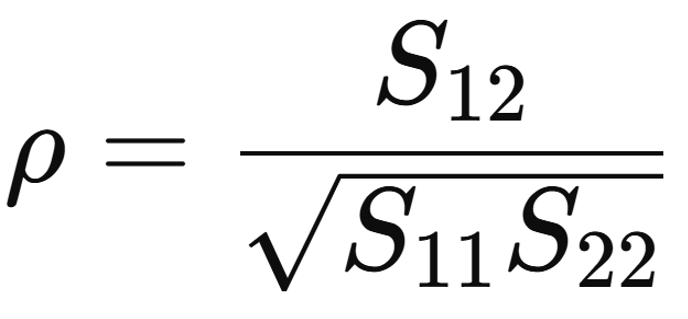 ρ = S₁₂ / √(S₁₁S₂₂)